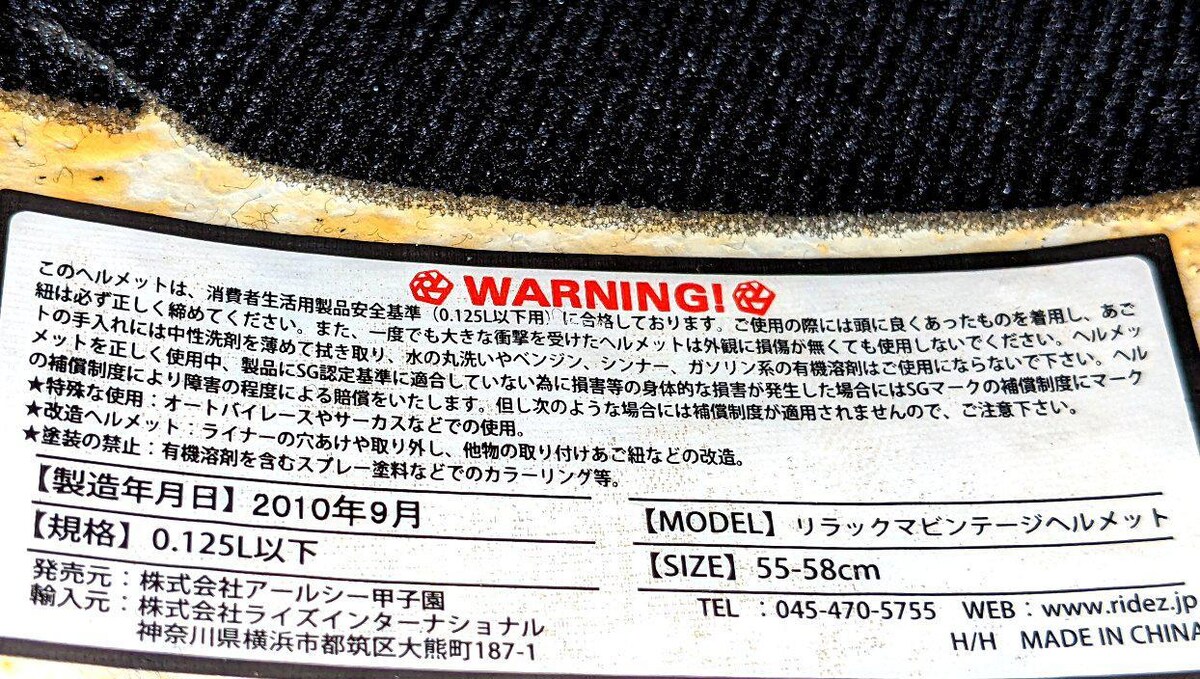 WARNING!
このヘルメットは、消費者生活用製品安全基準(0.125L以下用)に合格しております。ご使用の際には頭に良くあったものを着用し、あご
紐は必ず正しく締めてください。また、一度でも大きな衝撃を受けたヘルメットは外観に損傷が無くても使用しないでください。ヘルメッ
トの手入れには中性洗剤を薄めて拭き取り、水の丸洗いやベンジン、シンナー、ガソリン系の有機溶剤はご使用にならないで下さい。ヘル
メットを正しく使用中、製品にSG認定基準に適合していない為に損害等の身体的な損害が発生した場合にはSGマークの補償制度にマーク
の補償制度により障害の程度による賠償をいたします。但し次のような場合には補償制度が適用されませんので、ご注意下さい。
★特殊な使用:オートバイレースやサーカスなどでの使用。
★改造ヘルメット:ライナーの穴あけや取り外し、他物の取り付けあご紐などの改造。
★塗装の禁止:有機溶剤を含むスプレー塗料などでのカラーリング等。
【製造年月日】2010年9月
【規格】0.125L以下
発売元:株式会社アールシー甲子園
輸入元:株式会社ライズインターナショナル
神奈川県横浜市都筑区大熊町187-1
【MODEL】リラックマビンテージヘルメット
【SIZE】55-58cm
TEL :045-470-5755 WEB:www.ridez.jp
H/H MADE IN CHINA